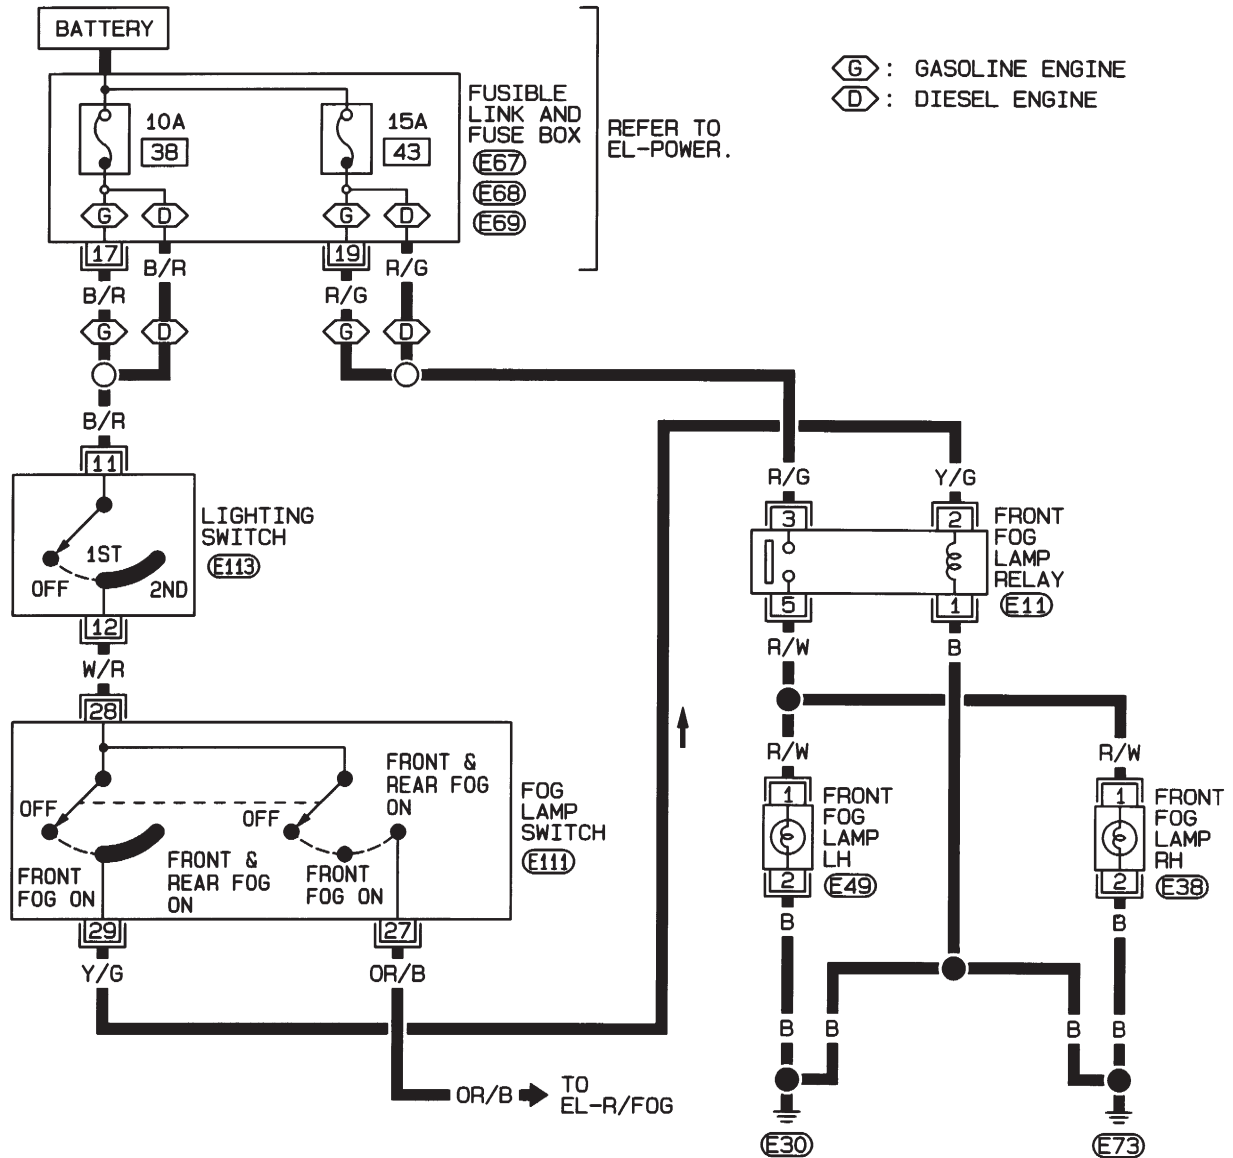 BATTERY
G : GASOLINE ENGINE
D : DIESEL ENGINE
FUSIBLE
LINK AND
FUSE BOX
E67
E68
E69
REFER TO
EL-POWER.
10A
38
15A
43
G
D
G
D
17
B/R
19
R/G
B/R
R/G
G
D
G
D
B/R
11
LIGHTING
SWITCH
E113
1ST
OFF
2ND
12
W/R
28
R/G
Y/G
3
2
FRONT
FOG
LAMP
RELAY
E11
5
1
R/W
B
R/W
R/W
FRONT &
REAR FOG
ON
OFF
OFF
FRONT
FOG ON
FRONT &
REAR FOG
ON
FRONT
FOG ON
FOG
LAMP
SWITCH
E111
29
27
Y/G
OR/B
OR/B
TO
EL-R/FOG
1
FRONT
FOG
LAMP
LH
E49
2
1
FRONT
FOG
LAMP
RH
E38
2
B
B
B
B
B
B
E30
E73